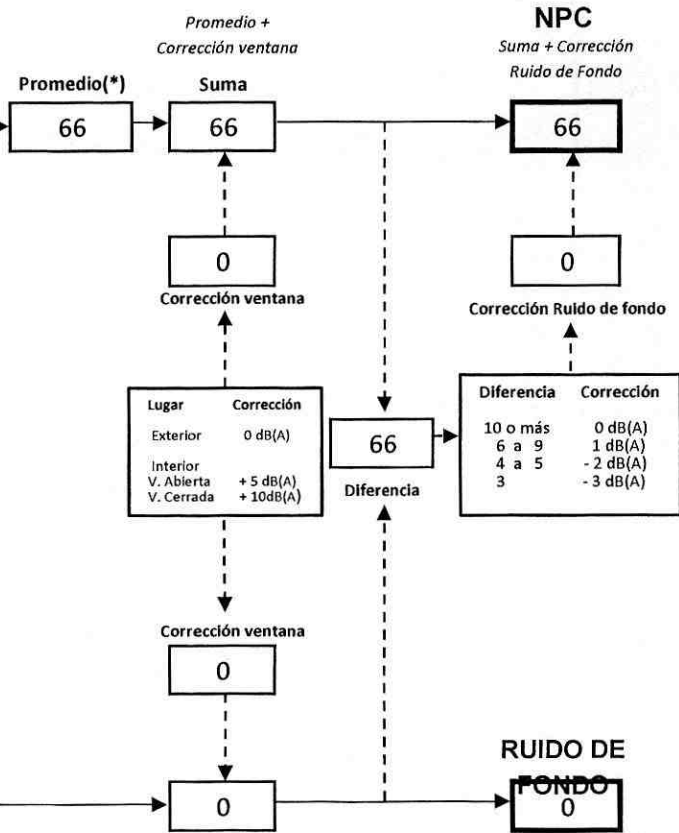 Promedio +
Corrección ventana
NPC
Suma + Corrección
Ruido de Fondo
Promedio(*)
Suma
66
66
66
0
Corrección ventana
0
Corrección Ruido de fondo
Lugar Corrección
Exterior 0 dB(A)
Interior
V. Abierta + 5 dB(A)
V. Cerrada + 10dB(A)
66
Diferencia
Diferencia Corrección
10 o más 0 dB(A)
6 a 9 1 dB(A)
4 a 5 - 2 dB(A)
3 - 3 dB(A)
Corrección ventana
0
0
RUIDO DE
FONDO
0